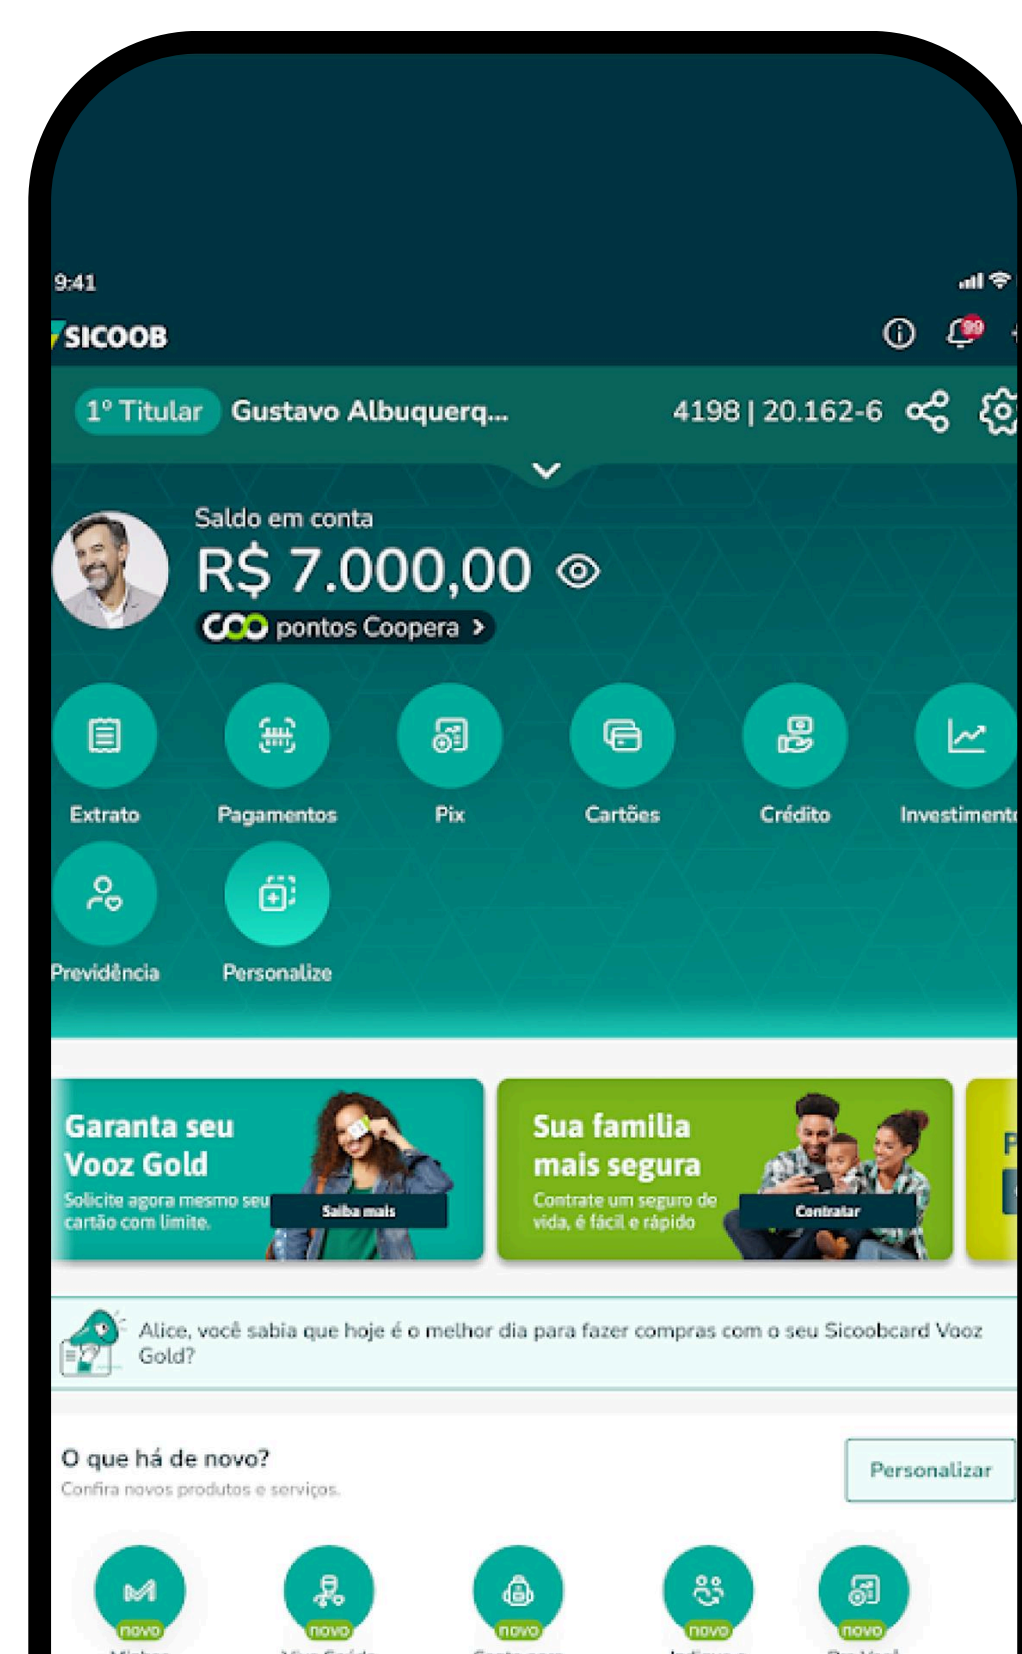 9:41
SICOOB
99
1º Titular Gustavo Albuquerq... 4198 | 20.162-6
Saldo em conta
R$ 7.000,00
COO pontos Coopera >
Extrato Pagamentos Pix Cartões Crédito Investimento
Previdência Personalize
Garanta seu
Vooz Gold
Solicite agora mesmo seu
cartão com limite.
Saiba mais
Sua familia
mais segura
Contrate um seguro de
vida, é fácil e rápido
Contratar
P
Alice, você sabia que hoje é o melhor dia para fazer compras com o seu Sicoobcard Vooz
Gold?
O que há de novo?
Confira novos produtos e serviços.
Personalizar
novo novo novo novo novo